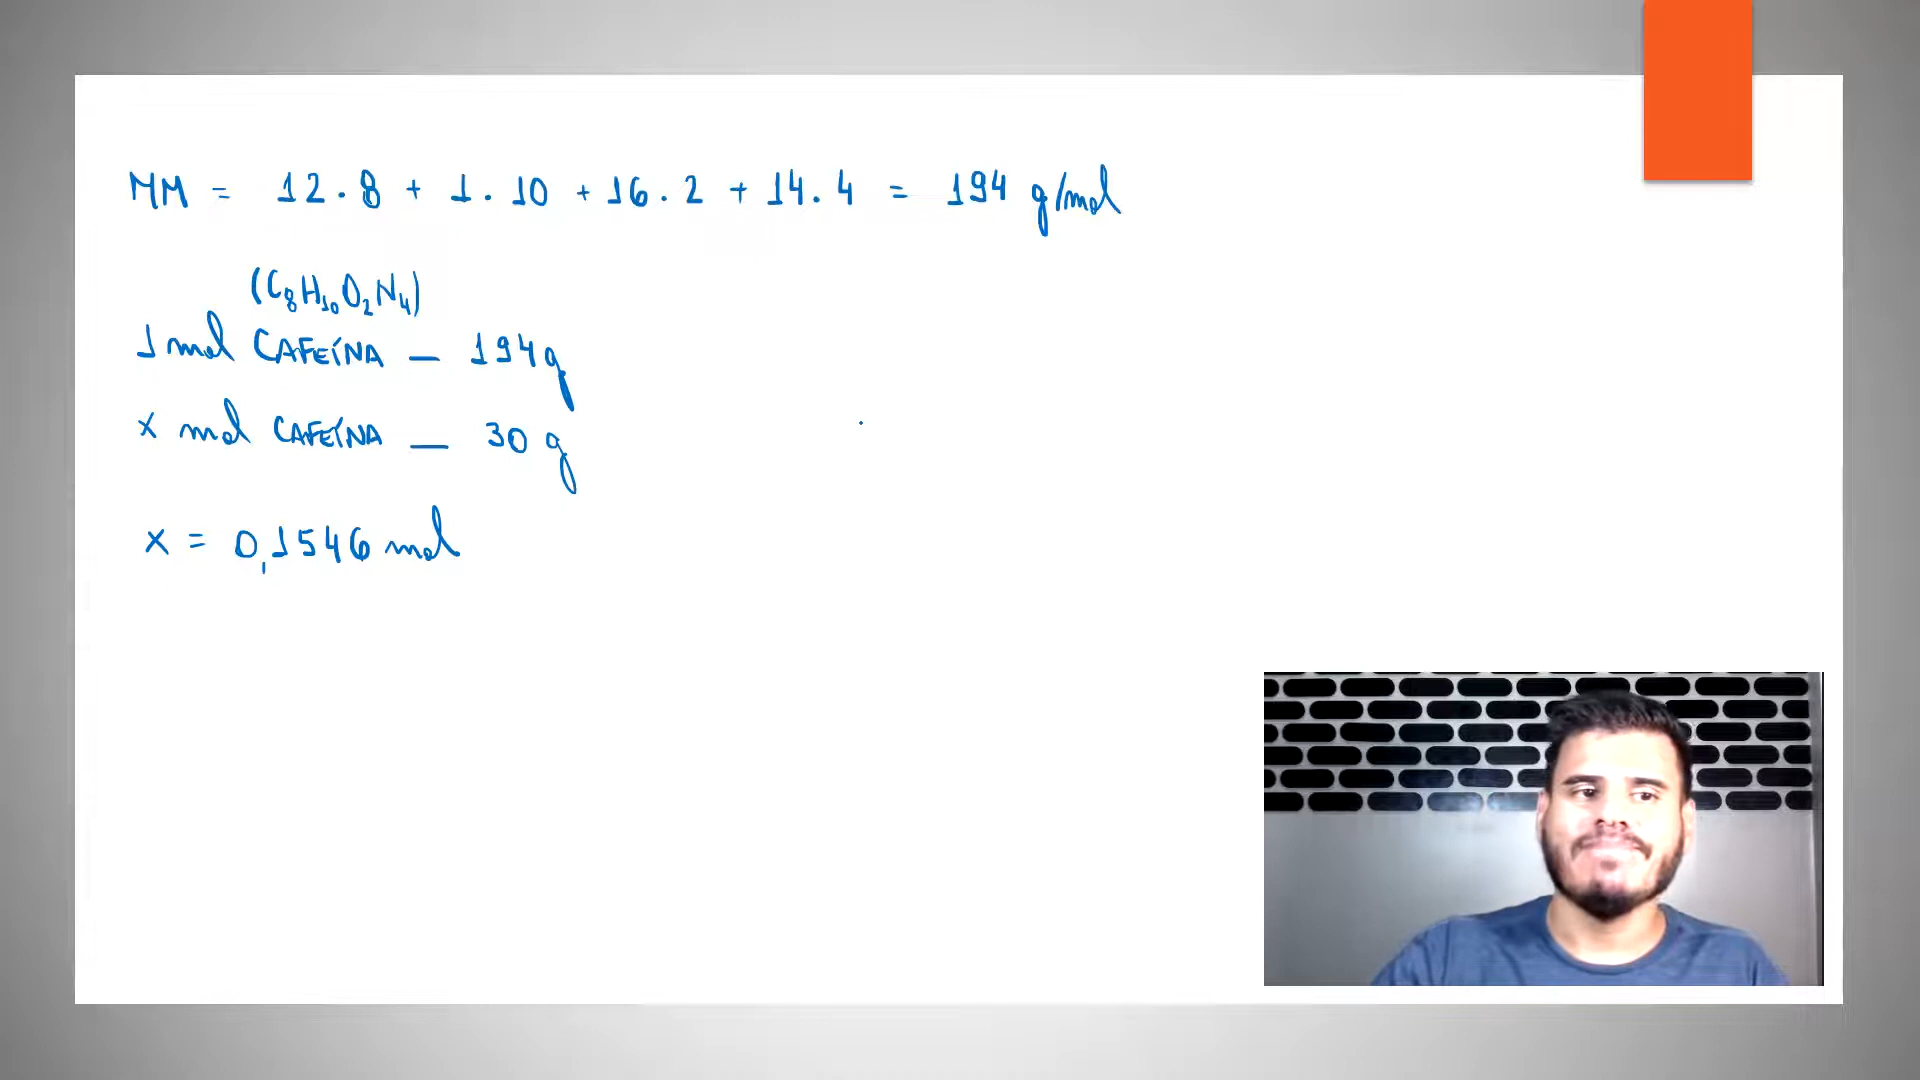 MM = 12.8 + 1.10 + 16.2 + 14.4 = 194 g/mol
(C₈H₁₀O₂N₄)
1 mol CAFEÍNA — 194g
x mol CAFEÍNA — 30 g
x = 0,1546 mol